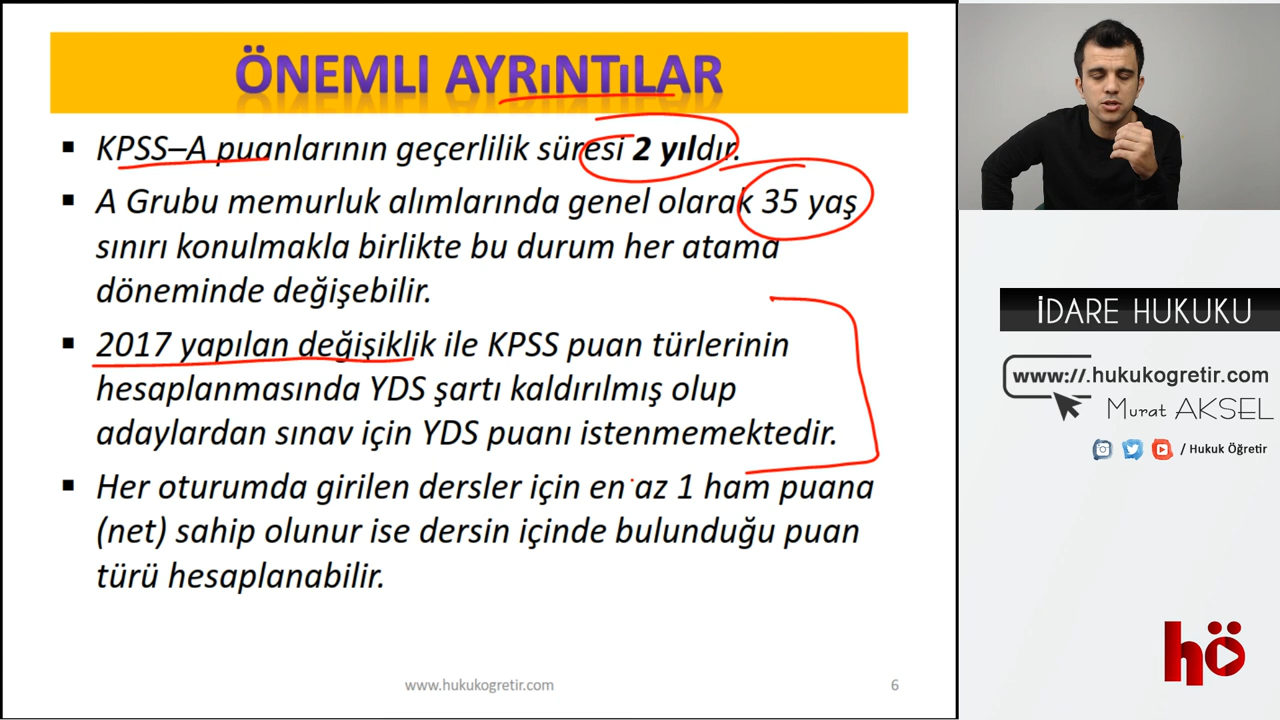 ÖNEMLI AYRıNTıLAR
▪ KPSS–A puanlarının geçerlilik süresi 2 yıldır.
▪ A Grubu memurluk alımlarında genel olarak 35 yaş
sınırı konulmakla birlikte bu durum her atama
döneminde değişebilir.
▪ 2017 yapılan değişiklik ile KPSS puan türlerinin
hesaplanmasında YDS şartı kaldırılmış olup
adaylardan sınav için YDS puanı istenmemektedir.
▪ Her oturumda girilen dersler için en az 1 ham puana
(net) sahip olunur ise dersin içinde bulunduğu puan
türü hesaplanabilir.
www.hukukogretir.com
6
İDARE HUKUKU
www://.hukukogretir.com
Murat AKSEL
/ Hukuk Öğretir
hö